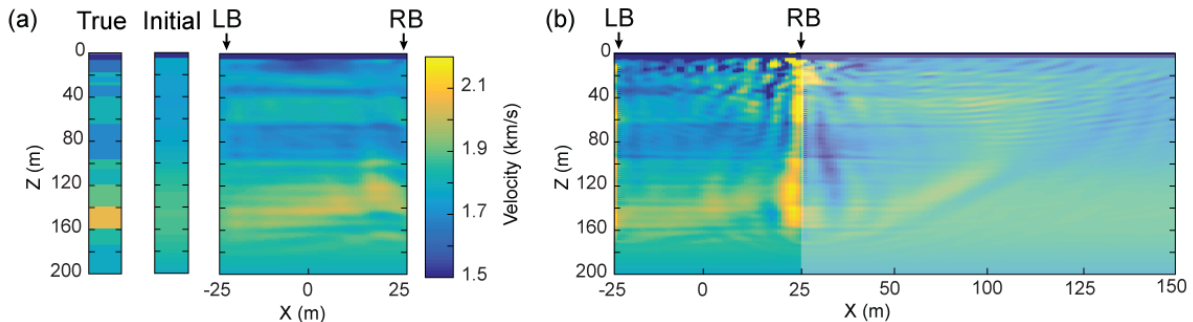 (a) True Initial LB RB
0
40
80
120
160
200
Z (m)
-25 0 25
X (m)
2.1
1.9
1.7
1.5
Velocity (km/s)
(b) LB RB
0
40
80
120
160
200
Z (m)
-25 0 25 50 100 125 150
X (m)